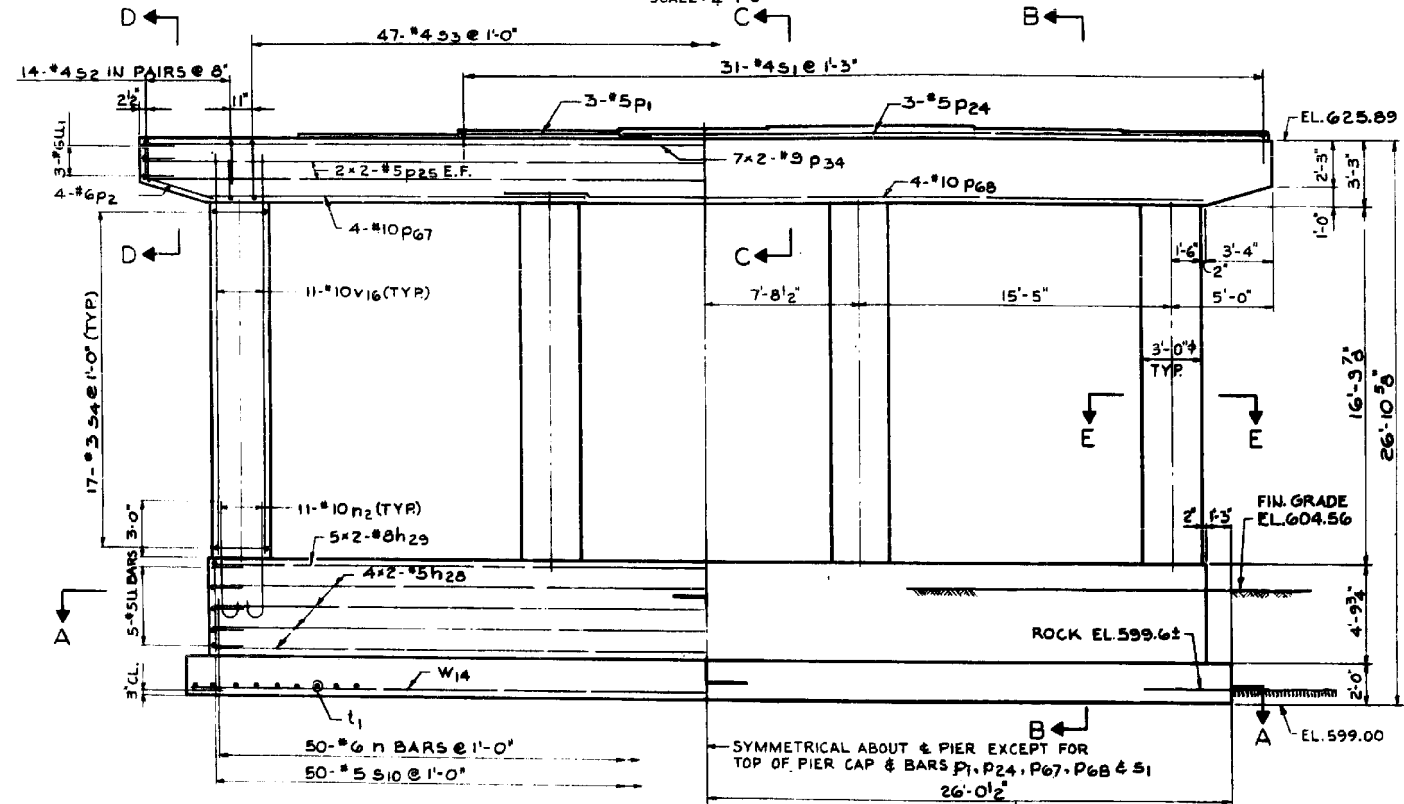 D
C
B
47-#4 S3 @ 1'-0"
14-#4 S2 IN PAIRS @ 8"
31-#4 S1 @ 1'-3"
2½"
11"
3-#5 P1
3-#5 P24
EL.625.89
3-#5 U1
7×2-#9 P34
2×2-#5 P25 E.F.
4-#6 P2
4-#10 P68
2'-3"
3'-3"
1'-0"
4-#10 P67
D
C
1'-6"
3'-4"
2"
11-#10 V16 (TYP.)
7'-8½"
15'-5"
5'-0"
17-#3 S4 @ 1'-0" (TYP.)
3'-0"ϕ
TYP.
16'-9⅞"
26'-10⅝"
E
E
3'-0"
11-#10 n2 (TYP.)
2"
1'-3"
FIN. GRADE
EL.604.56
5×2-#8 h29
5-#5 U BARS
4×2-#5 h28
4'-9¾"
A
ROCK EL.599.6±
3" CL.
W14
2'-0"
t1
B
A
EL.599.00
50-#6 n BARS @ 1'-0"
SYMMETRICAL ABOUT ℄ PIER EXCEPT FOR
TOP OF PIER CAP & BARS P1, P24, P67, P68 & S1
50-#5 S10 @ 1'-0"
26'-0½"